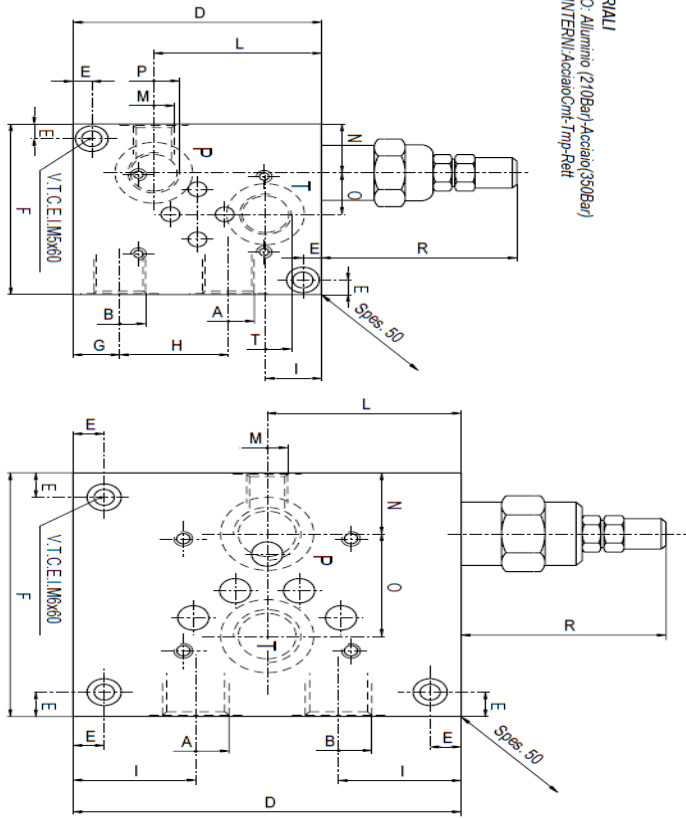 RIALI
O: Alluminio (210Bar)-Acciaio(350Bar)
INTERNI:AcciaioCmt-Tmp-Rett
D
L
E
P
M
E
N
P
T
O
R
F
V.T.C.E.I.M5x60
E
E
B
A
T
Spes. 50
G
H
I
L
E
M
E
N
P
O
R
F
V.T.C.E.I.M6x60
T
E
E
A
B
E
E
Spes. 50
I
I
D